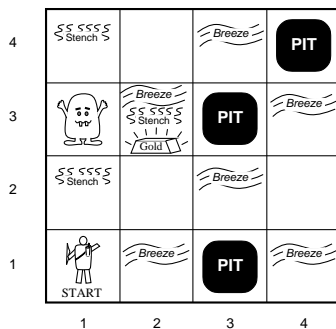 4
Stench
Breeze
PIT
3
Breeze
Stench
Gold
PIT
Breeze
2
Stench
Breeze
1
START
Breeze
PIT
Breeze
1 2 3 4